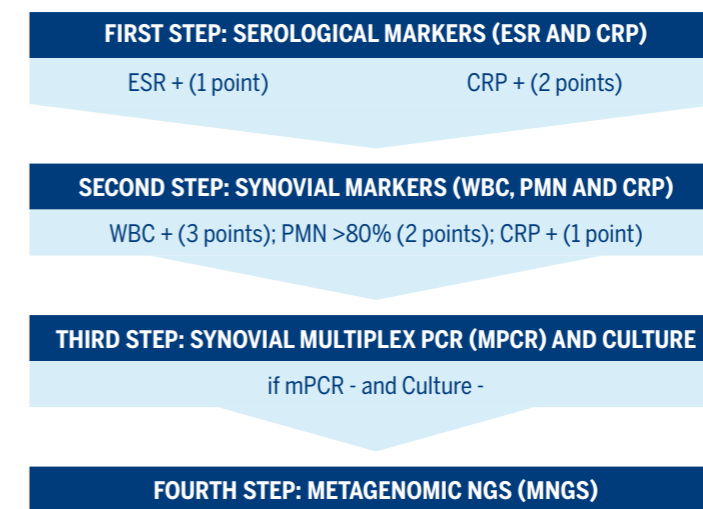 FIRST STEP: SEROLOGICAL MARKERS (ESR AND CRP)
ESR + (1 point) CRP + (2 points)
SECOND STEP: SYNOVIAL MARKERS (WBC, PMN AND CRP)
WBC + (3 points); PMN >80% (2 points); CRP + (1 point)
THIRD STEP: SYNOVIAL MULTIPLEX PCR (MPCR) AND CULTURE
if mPCR - and Culture -
FOURTH STEP: METAGENOMIC NGS (MNGS)